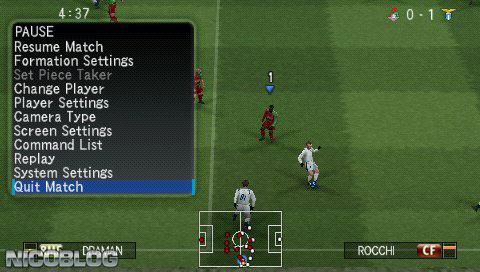 4:37
0 - 1
PAUSE
Resume Match
Formation Settings
Set Piece Taker
Change Player
Player Settings
Camera Type
Screen Settings
Command List
Replay
System Settings
Quit Match
1
DRAMAN
ROCCHI CF
NICOBLOG